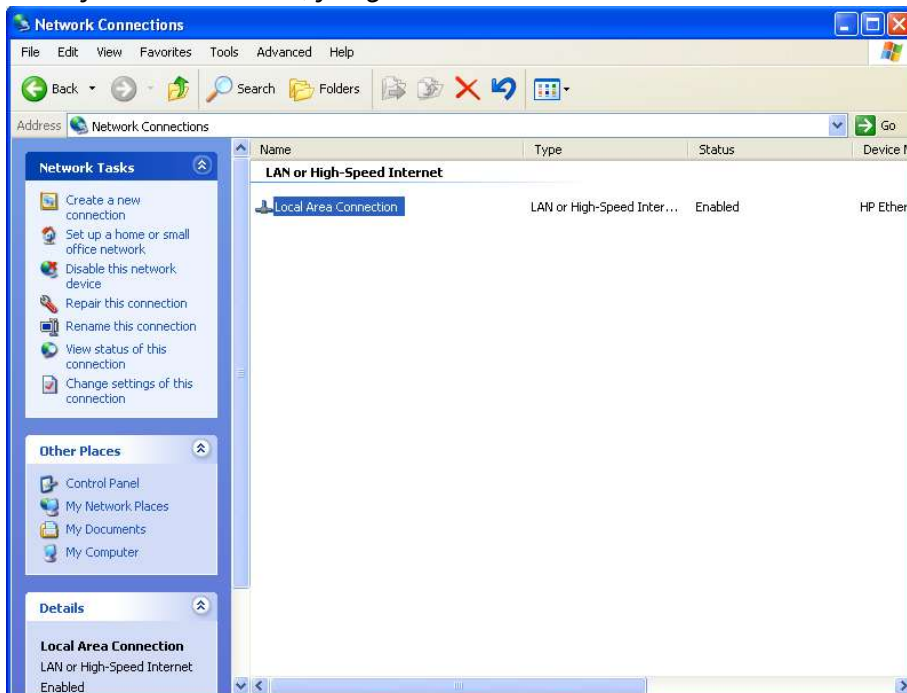 Network Connections
File Edit View Favorites Tools Advanced Help
Back Search Folders
Address Network Connections Go
Name Type Status Device N
LAN or High-Speed Internet
Local Area Connection LAN or High-Speed Inter... Enabled HP Ether
Network Tasks
Create a new
connection
Set up a home or small
office network
Disable this network
device
Repair this connection
Rename this connection
View status of this
connection
Change settings of this
connection
Other Places
Control Panel
My Network Places
My Documents
My Computer
Details
Local Area Connection
LAN or High-Speed Internet
Enabled